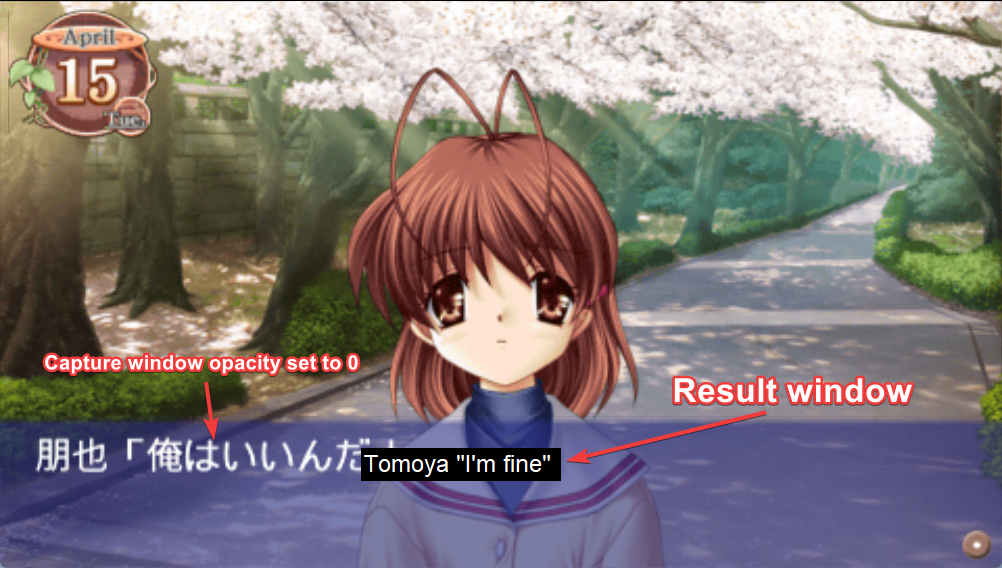 April
15
Tue.
Capture window opacity set to 0
Result window
朋也「俺はいいんだ
Tomoya "I'm fine"